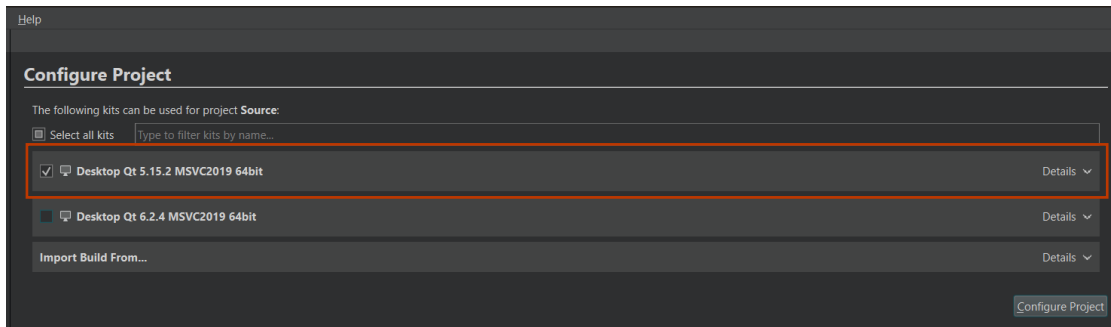 Help
Configure Project
The following kits can be used for project Source:
Select all kits Type to filter kits by name...
Desktop Qt 5.15.2 MSVC2019 64bit Details
Desktop Qt 6.2.4 MSVC2019 64bit Details
Import Build From... Details
Configure Project